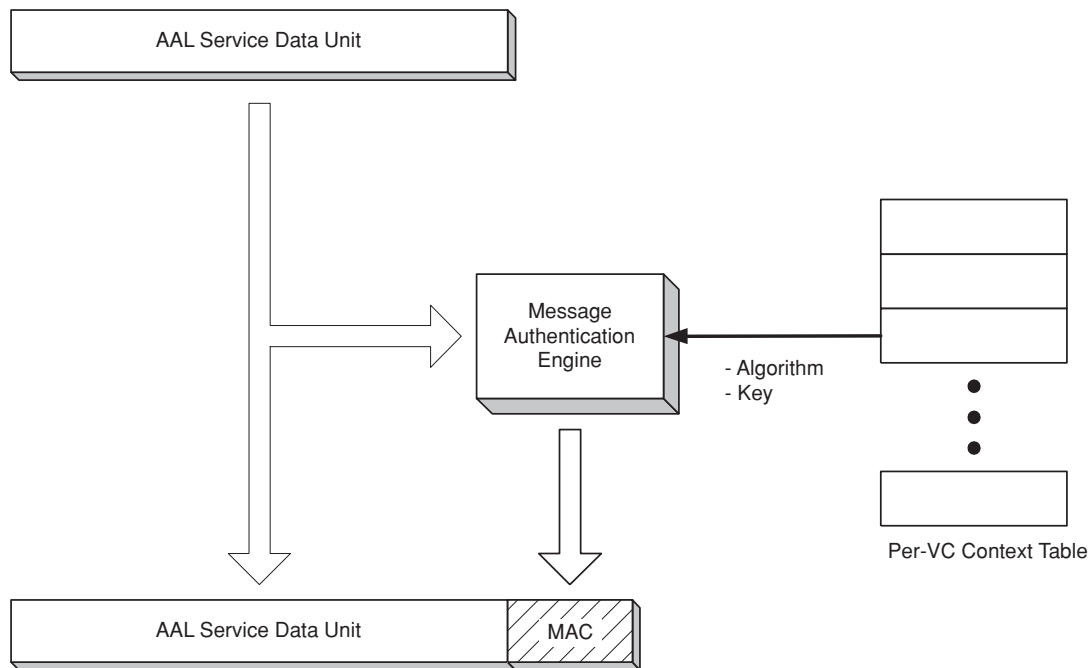 AAL Service Data Unit
Message
Authentication
Engine
- Algorithm
- Key
Per-VC Context Table
AAL Service Data Unit
MAC